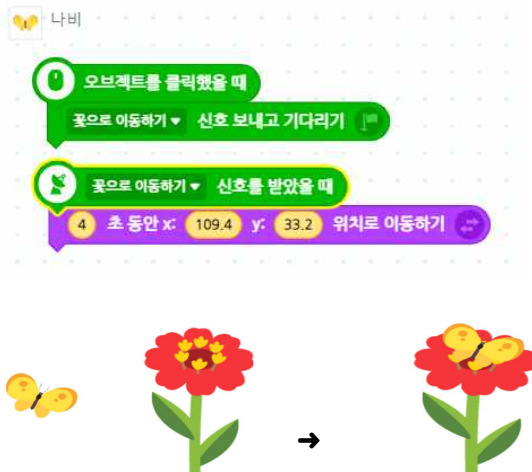 나비
오브젝트를 클릭했을 때
꽃으로 이동하기 ▼ 신호 보내고 기다리기
꽃으로 이동하기 ▼ 신호를 받았을 때
4 초 동안 x: 109.4 y: 33.2 위치로 이동하기